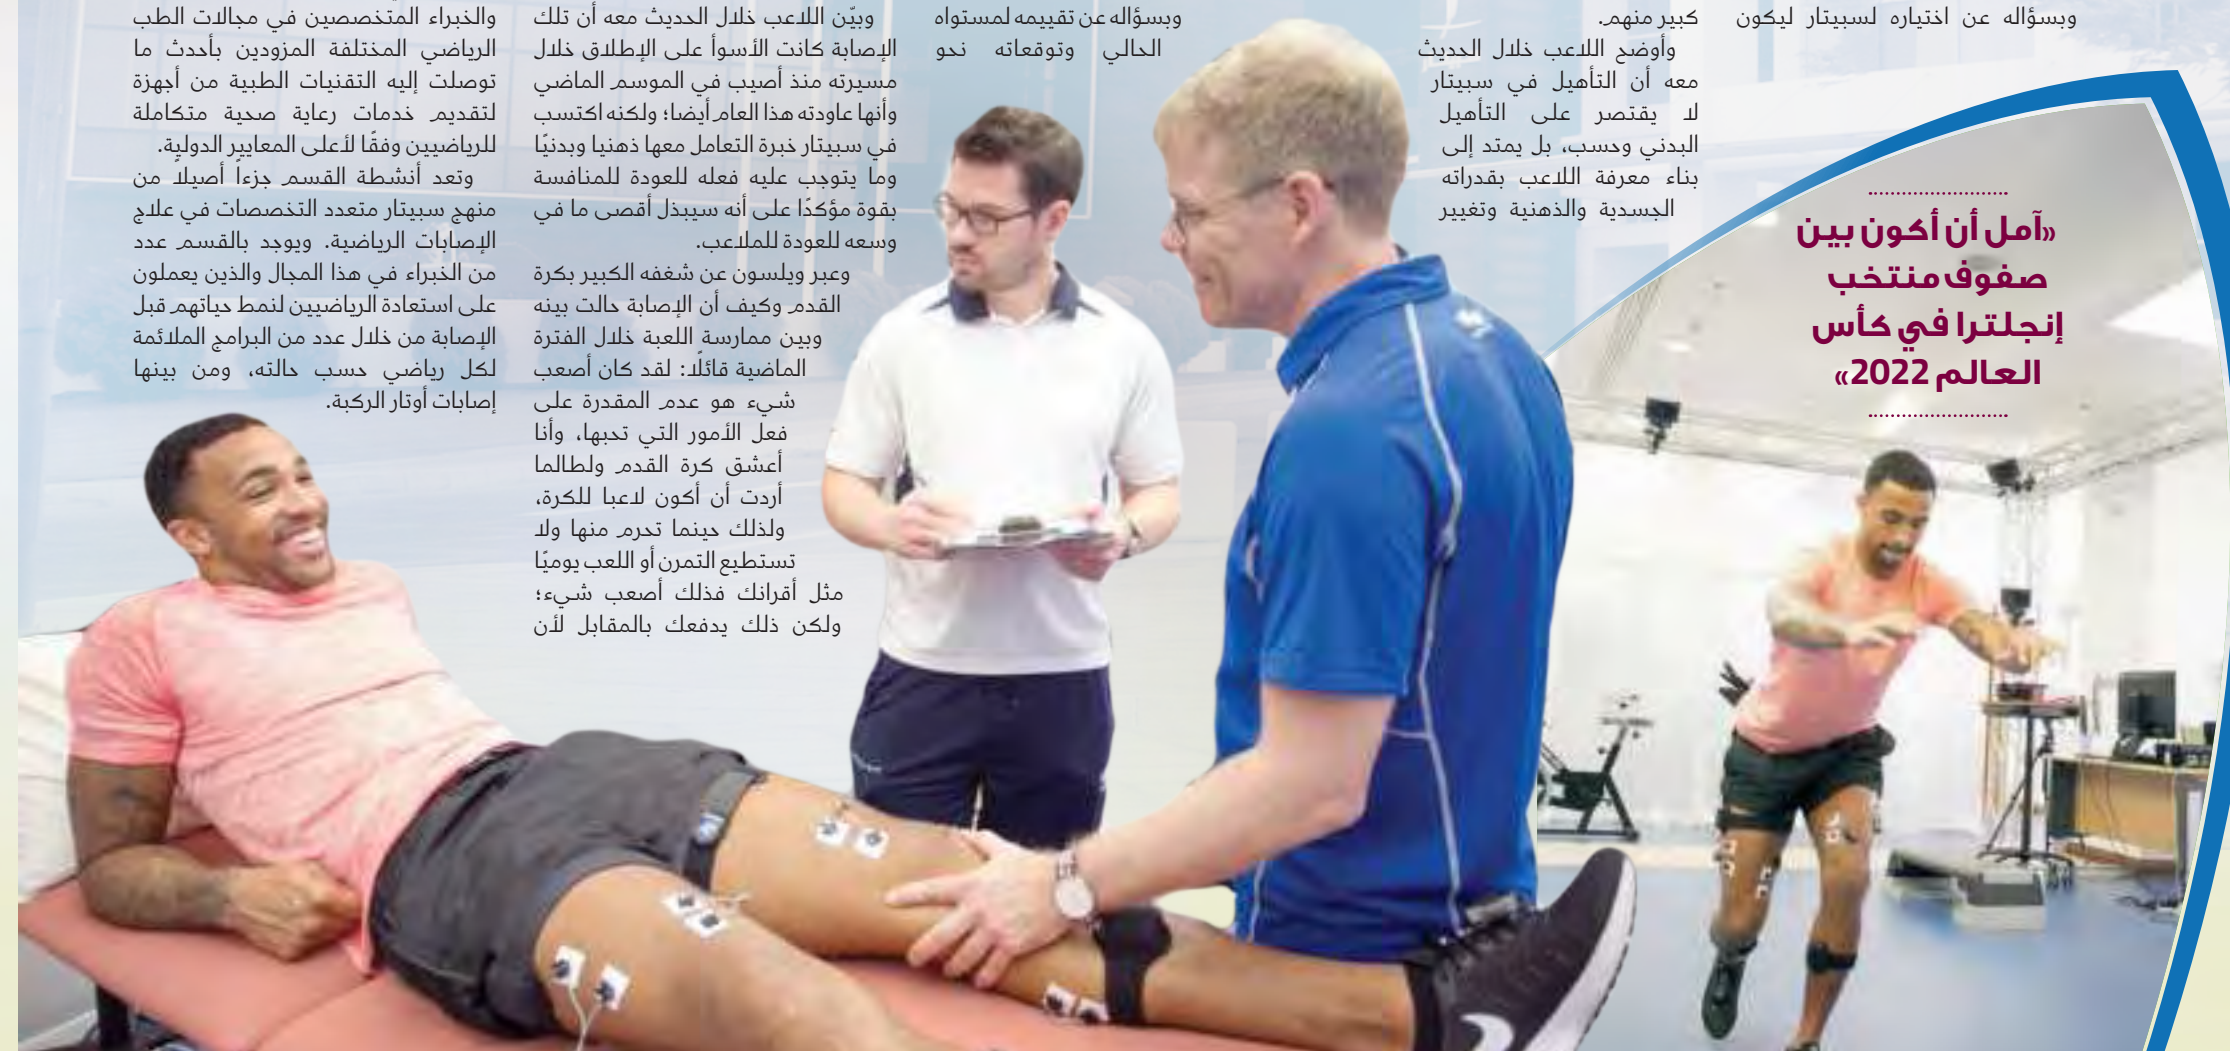 وبسؤاله عن اختياره لسبيتار ليكون
كبير منهم.
وأوضح اللاعب خلال الحديث
معه أن التأهيل في سبيتار
لا يقتصر على التأهيل
البدني وحسب، بل يمتد إلى
بناء معرفة اللاعب بقدراته
الجسدية والذهنية وتغيير
وبسؤاله عن تقييمه لمستواه
الحالي وتوقعاته نحو
وبيّن اللاعب خلال الحديث معه أن تلك
الإصابة كانت الأسوأ على الإطلاق خلال
مسيرته منذ أصيب في الموسم الماضي
وأنها عاودته هذا العام أيضا؛ ولكنه اكتسب
في سبيتار خبرة التعامل معها ذهنيا وبدنيًا
وما يتوجب عليه فعله للعودة للمنافسة
بقوة مؤكدًا على أنه سيبذل أقصى ما في
وسعه للعودة للملاعب.
وعبر ويلسون عن شغفه الكبير بكرة
القدم وكيف أن الإصابة حالت بينه
وبين ممارسة اللعبة خلال الفترة
الماضية قائلًا: لقد كان أصعب
شيء هو عدم المقدرة على
فعل الأمور التي تحبها، وأنا
أعشق كرة القدم ولطالما
أردت أن أكون لاعبا للكرة،
ولذلك حينما تحرم منها ولا
تستطيع التمرن أو اللعب يوميًا
مثل أقرانك فذلك أصعب شيء؛
ولكن ذلك يدفعك بالمقابل لأن
والخبراء المتخصصين في مجالات الطب
الرياضي المختلفة المزودين بأحدث ما
توصلت إليه التقنيات الطبية من أجهزة
لتقديم خدمات رعاية صحية متكاملة
للرياضيين وفقًا لأعلى المعايير الدولية.
وتعد أنشطة القسم جزءاً أصيلاً من
منهج سبيتار متعدد التخصصات في علاج
الإصابات الرياضية. ويوجد بالقسم عدد
من الخبراء في هذا المجال والذين يعملون
على استعادة الرياضيين لنمط حياتهم قبل
الإصابة من خلال عدد من البرامج الملائمة
لكل رياضي حسب حالته، ومن بينها
إصابات أوتار الركبة.
«آمل أن أكون بين
صفوف منتخب
إنجلترا في كأس
العالم 2022»